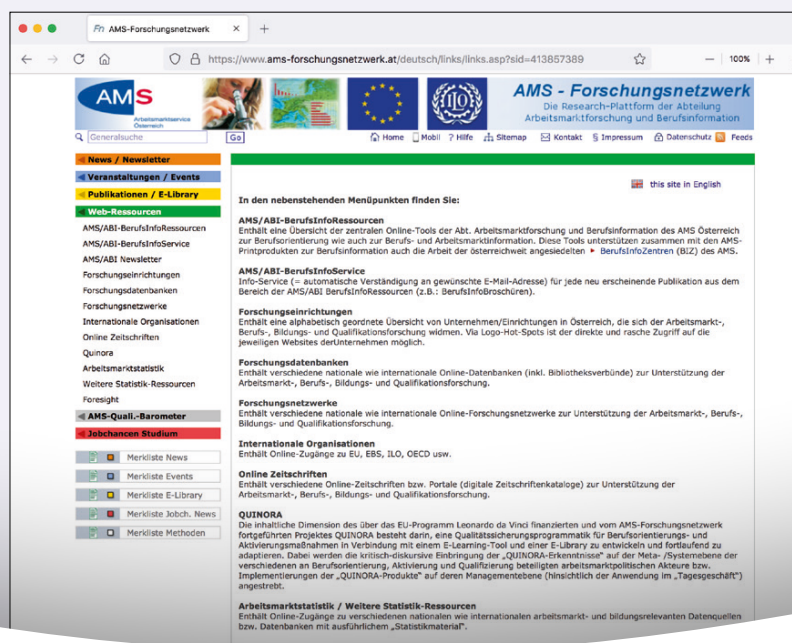 AMS-Forschungsnetzwerk
https://www.ams-forschungsnetzwerk.at/deutsch/links/links.asp?sid=413857389
100%
AMS
Arbeitsmarktservice
Österreich
AMS - Forschungsnetzwerk
Die Research-Plattform der Abteilung
Arbeitsmarktforschung und Berufsinformation
Generalsuche Go Home Mobil ? Hilfe Sitemap Kontakt § Impressum Datenschutz Feeds
News / Newsletter
Veranstaltungen / Events
Publikationen / E-Library
Web-Ressourcen
AMS/ABI-BerufsInfoRessourcen
AMS/ABI-BerufsInfoService
AMS/ABI Newsletter
Forschungseinrichtungen
Forschungsdatenbanken
Forschungsnetzwerke
Internationale Organisationen
Online Zeitschriften
Quinora
Arbeitsmarktstatistik
Weitere Statistik-Ressourcen
Foresight
AMS-Quali.-Barometer
Jobchancen Studium
Merkliste News
Merkliste Events
Merkliste E-Library
Merkliste Jobch. News
Merkliste Methoden
this site in English
In den nebenstehenden Menüpunkten finden Sie:
AMS/ABI-BerufsInfoRessourcen
Enthält eine Übersicht der zentralen Online-Tools der Abt. Arbeitsmarktforschung und Berufsinformation des AMS Österreich
zur Berufsorientierung wie auch zur Berufs- und Arbeitsmarktinformation. Diese Tools unterstützen zusammen mit den AMS-
Printprodukten zur Berufsinformation auch die Arbeit der österreichweit angesiedelten BerufsInfoZentren (BIZ) des AMS.
AMS/ABI-BerufsInfoService
Info-Service (= automatische Verständigung an gewünschte E-Mail-Adresse) für jede neu erscheinende Publikation aus dem
Bereich der AMS/ABI BerufsInfoRessourcen (z.B.: BerufsInfoBroschüren).
Forschungseinrichtungen
Enthält eine alphabetisch geordnete Übersicht von Unternehmen/Einrichtungen in Österreich, die sich der Arbeitsmarkt-,
Berufs-, Bildungs- und Qualifikationsforschung widmen. Via Logo-Hot-Spots ist der direkte und rasche Zugriff auf die
jeweiligen Websites derUnternehmen möglich.
Forschungsdatenbanken
Enthält verschiedene nationale wie internationale Online-Datenbanken (inkl. Bibliotheksverbünde) zur Unterstützung der
Arbeitsmarkt-, Berufs-, Bildungs- und Qualifikationsforschung.
Forschungsnetzwerke
Enthält verschiedene nationale wie internationale Online-Forschungsnetzwerke zur Unterstützung der Arbeitsmarkt-, Berufs-,
Bildungs- und Qualifikationsforschung.
Internationale Organisationen
Enthält Online-Zugänge zu EU, EBS, ILO, OECD usw.
Online Zeitschriften
Enthält verschiedene Online-Zeitschriften bzw. Portale (digitale Zeitschriftenkataloge) zur Unterstützung der
Arbeitsmarkt-, Berufs-, Bildungs- und Qualifikationsforschung.
QUINORA
Die inhaltliche Dimension des über das EU-Programm Leonardo da Vinci finanzierten und vom AMS-Forschungsnetzwerk
fortgeführten Projektes QUINORA besteht darin, eine Qualitätssicherungsprogrammatik für Berufsorientierungs- und
Aktivierungsmaßnahmen in Verbindung mit einem E-Learning-Tool und einer E-Library zu entwickeln und fortlaufend zu
adaptieren. Dabei werden die kritisch-diskursive Einbringung der „QUINORA-Erkenntnisse“ auf der Meta- /Systemebene der
verschiedenen an Berufsorientierung, Aktivierung und Qualifizierung beteiligten arbeitsmarktpolitischen Akteure bzw.
Implementierungen der „QUINORA-Produkte“ auf deren Managementebene (hinsichtlich der Anwendung im „Tagesgeschäft“)
angestrebt.
Arbeitsmarktstatistik / Weitere Statistik-Ressourcen
Enthält Online-Zugänge zu verschiedenen nationalen wie internationalen arbeitsmarkt- und bildungsrelevanten Datenquellen
bzw. Datenbanken mit ausführlichem „Statistikmaterial“.